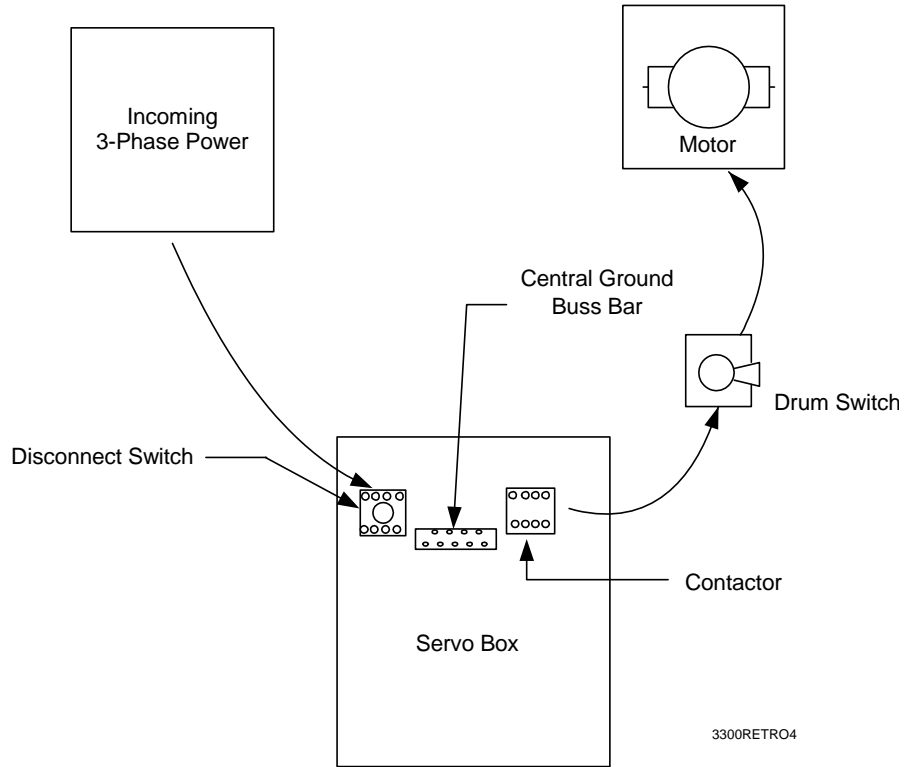 Incoming
3-Phase Power
Motor
Central Ground
Buss Bar
Drum Switch
Disconnect Switch
Contactor
Servo Box
3300RETRO4